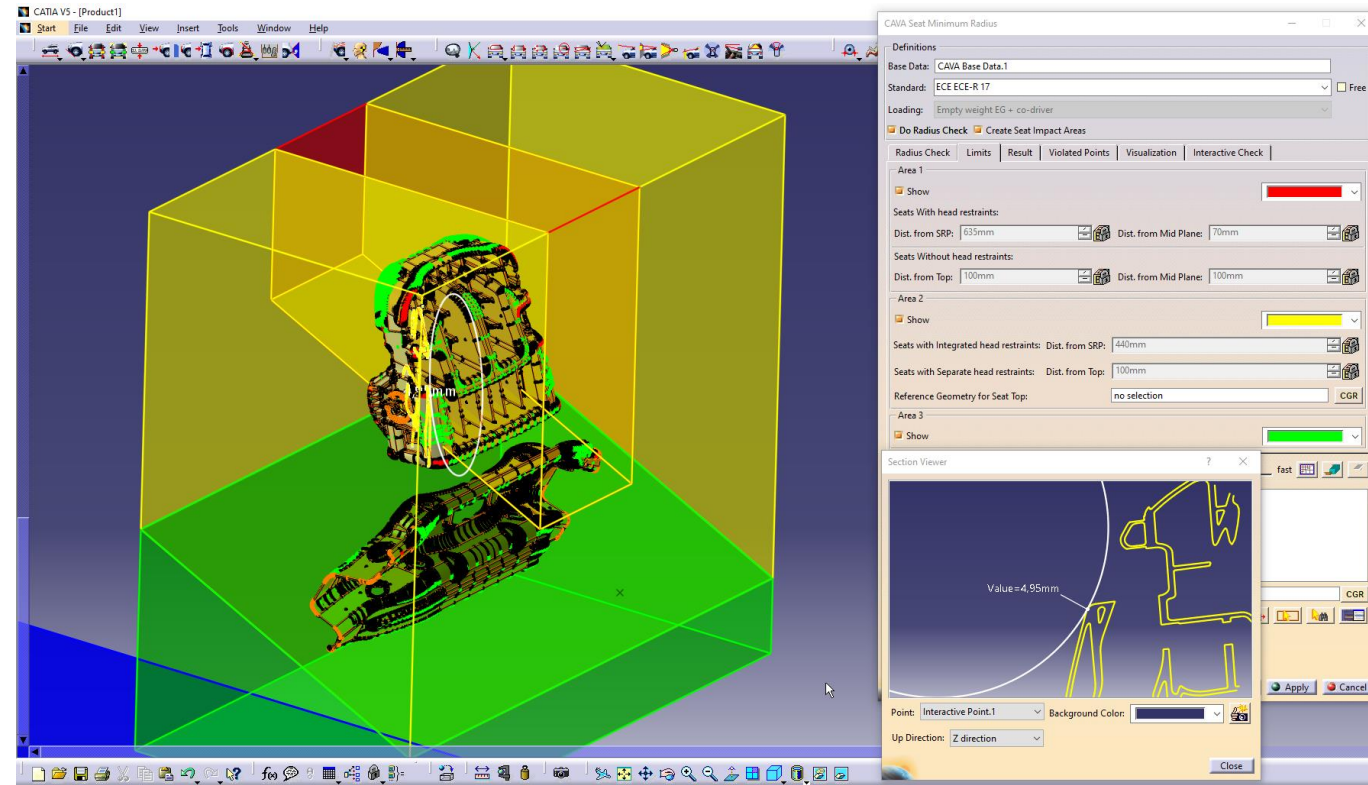 CATIA V5 - [Product1]
Start File Edit View Insert Tools Window Help
CAVA Seat Minimum Radius
Definitions
Base Data: CAVA Base Data.1
Standard: ECE ECE-R 17 Free
Loading: Empty weight EG + co-driver
Do Radius Check Create Seat Impact Areas
Radius Check Limits Result Violated Points Visualization Interactive Check
Area 1
Show
Seats With head restraints:
Dist. from SRP: 635mm Dist. from Mid Plane: 70mm
Seats Without head restraints:
Dist. from Top: 100mm Dist. from Mid Plane: 100mm
Area 2
Show
Seats with Integrated head restraints: Dist. from SRP: 440mm
Seats with Separate head restraints: Dist. from Top: 100mm
Reference Geometry for Seat Top: no selection CGR
Area 3
Show
fast
CGR
Apply Cancel
Section Viewer
Value=4,95mm
Point: Interactive Point.1 Background Color:
Up Direction: Z direction
Close